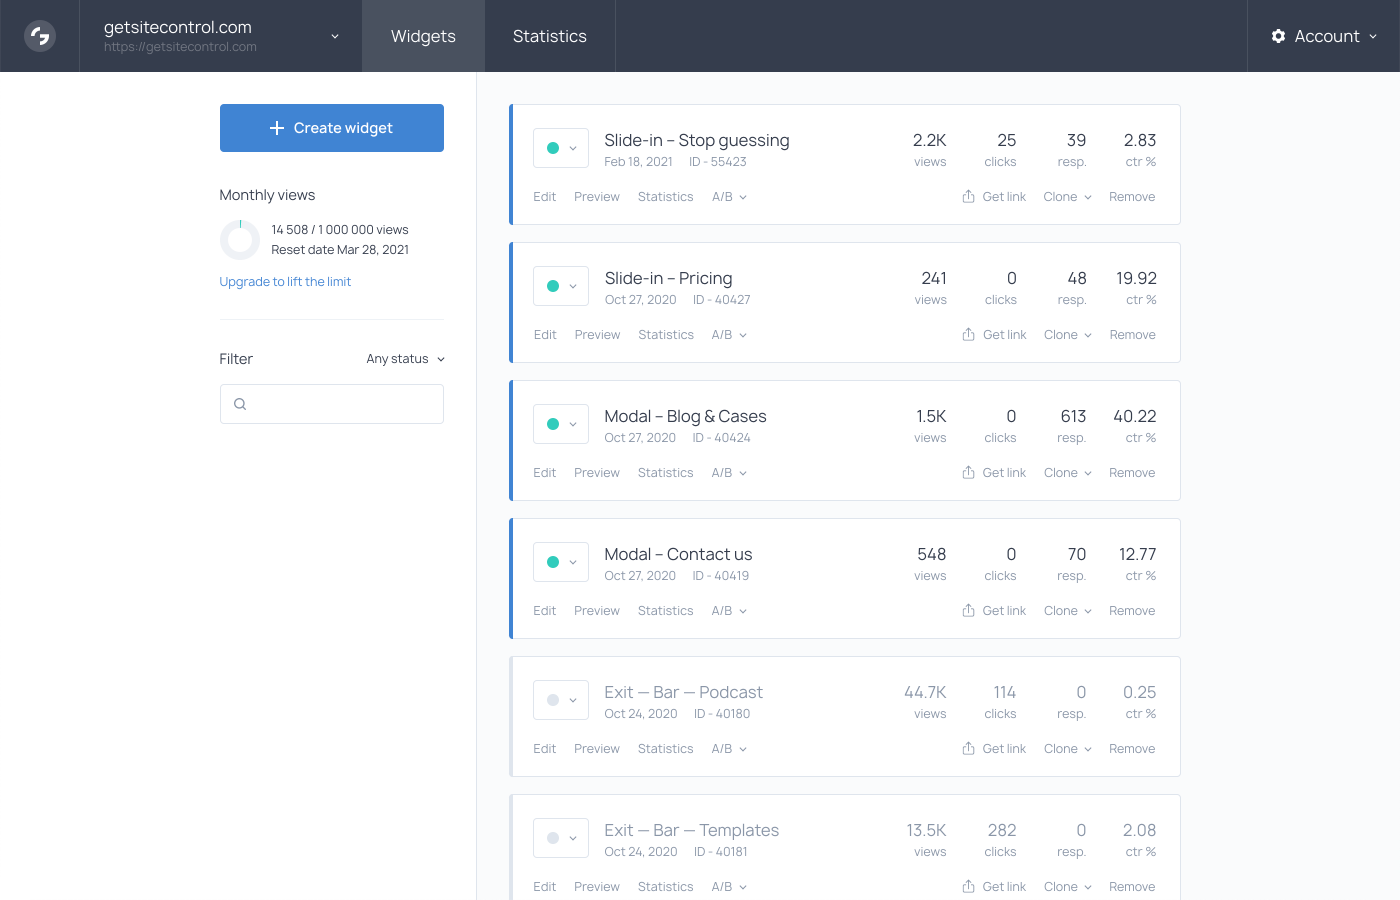 getsitecontrol.com
https://getsitecontrol.com
Widgets
Statistics
Account
Create widget
Monthly views
14 508 / 1 000 000 views
Reset date Mar 28, 2021
Upgrade to lift the limit
Filter
Any status
Slide-in – Stop guessing
Feb 18, 2021 ID - 55423
2.2K 25 39 2.83
views clicks resp. ctr %
Edit Preview Statistics A/B Get link Clone Remove
Slide-in – Pricing
Oct 27, 2020 ID - 40427
241 0 48 19.92
views clicks resp. ctr %
Edit Preview Statistics A/B Get link Clone Remove
Modal – Blog & Cases
Oct 27, 2020 ID - 40424
1.5K 0 613 40.22
views clicks resp. ctr %
Edit Preview Statistics A/B Get link Clone Remove
Modal – Contact us
Oct 27, 2020 ID - 40419
548 0 70 12.77
views clicks resp. ctr %
Edit Preview Statistics A/B Get link Clone Remove
Exit — Bar — Podcast
Oct 24, 2020 ID - 40180
44.7K 114 0 0.25
views clicks resp. ctr %
Edit Preview Statistics A/B Get link Clone Remove
Exit — Bar — Templates
Oct 24, 2020 ID - 40181
13.5K 282 0 2.08
views clicks resp. ctr %
Edit Preview Statistics A/B Get link Clone Remove